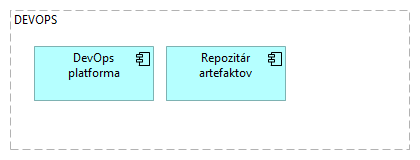 DEVOPS
DevOps
platforma
Repozitár
artefaktov